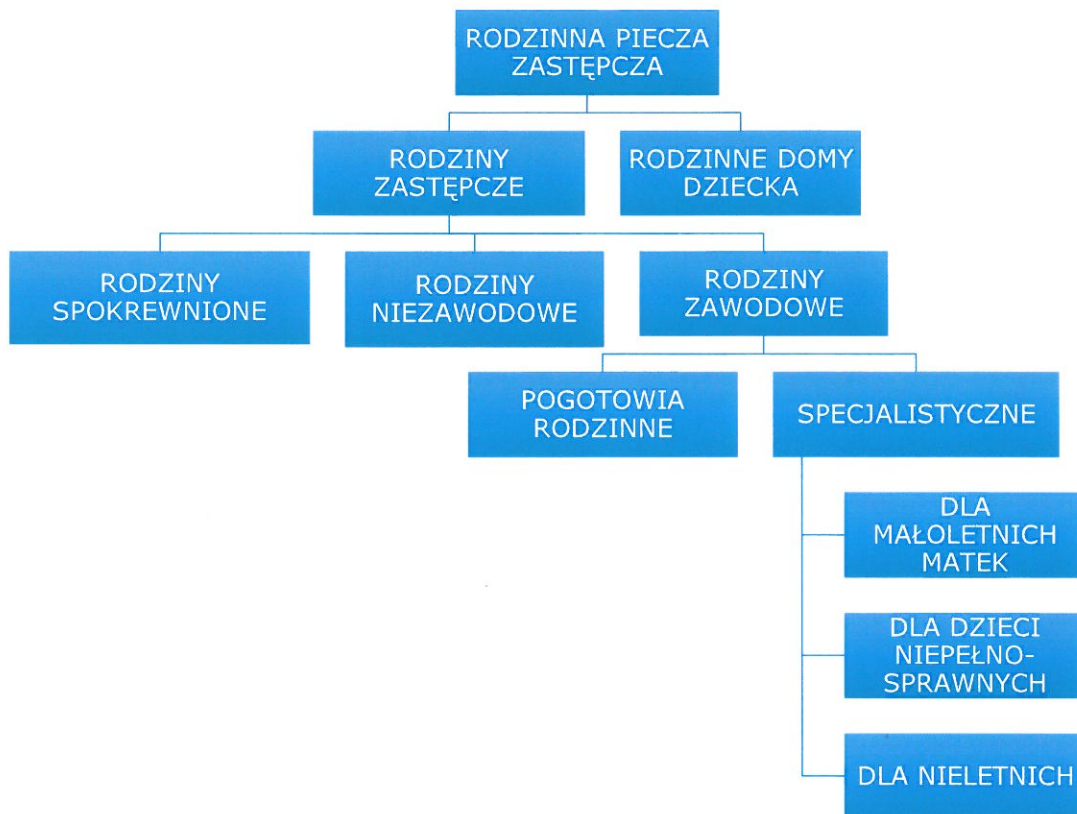 RODZINNA PIECZA
ZASTĘPCZA
RODZINY
ZASTĘPCZE
RODZINNE DOMY
DZIECKA
RODZINY
SPOKREWNIONE
RODZINY
NIEZAWODOWE
RODZINY
ZAWODOWE
POGOTOWIA
RODZINNE
SPECJALISTYCZNE
DLA
MAŁOLETNICH
MATEK
DLA DZIECI
NIEPEŁNO-
SPRAWNYCH
DLA NIELETNICH